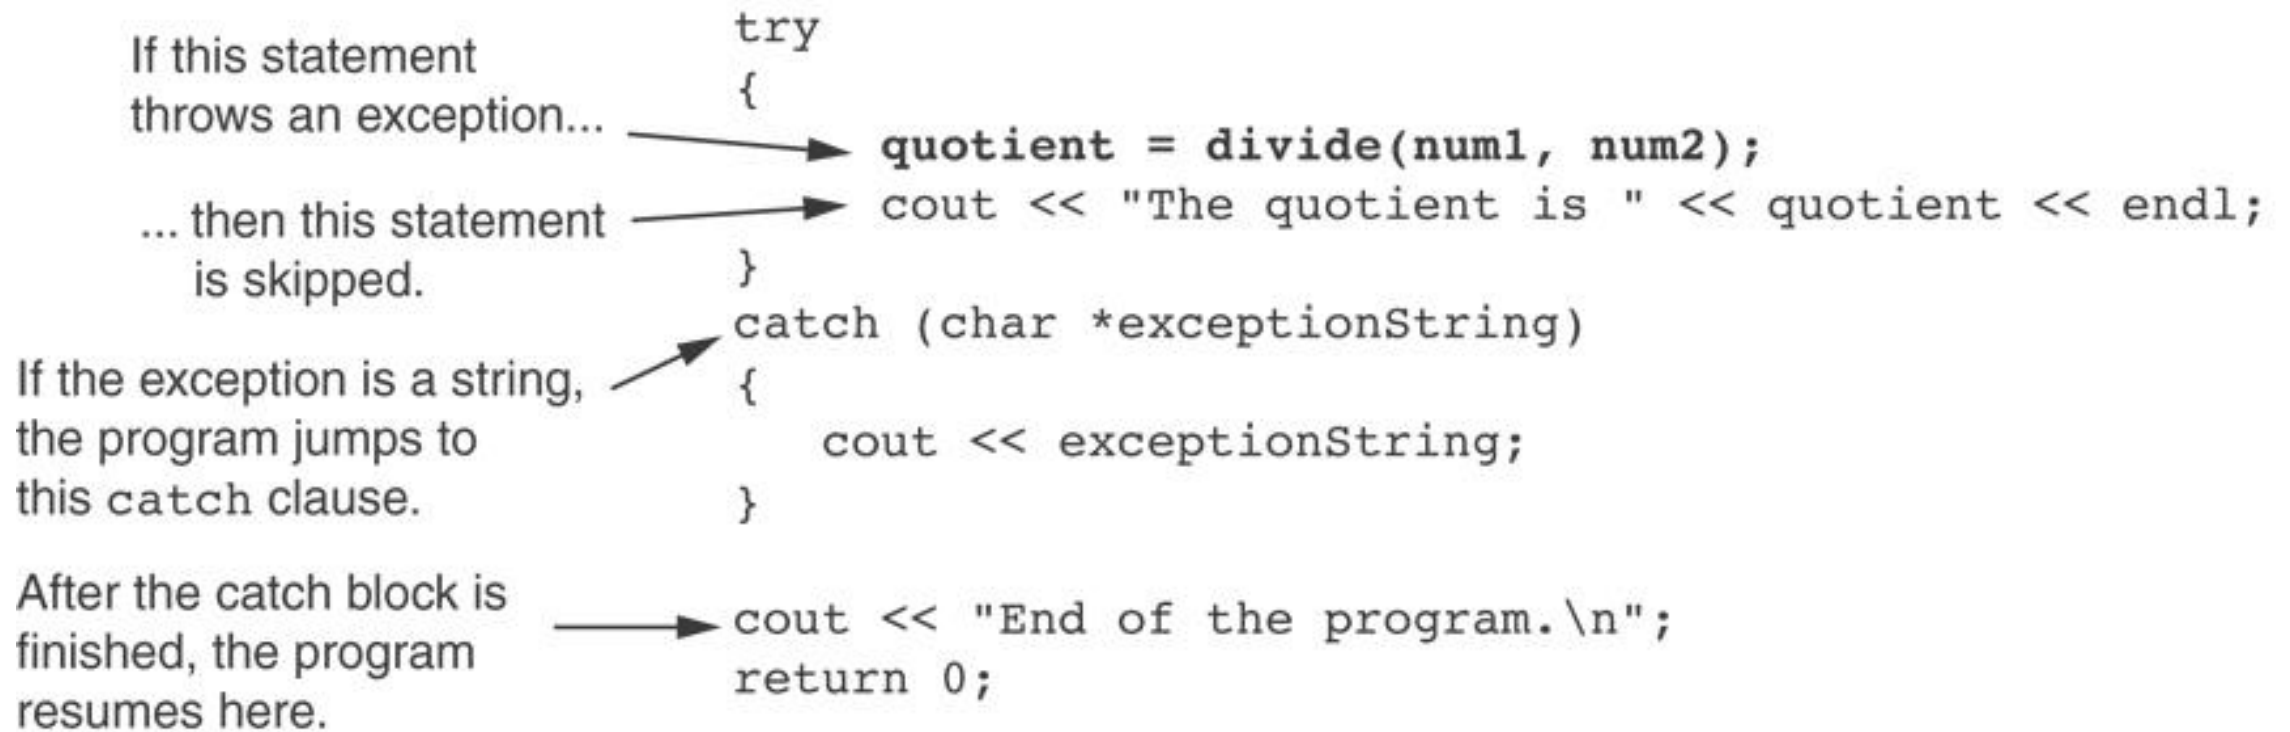 try
If this statement
throws an exception...
{
quotient = divide(num1, num2);
cout << "The quotient is " << quotient << endl;
... then this statement
is skipped.
}
catch (char *exceptionString)
If the exception is a string,
the program jumps to
this catch clause.
{
cout << exceptionString;
}
After the catch block is
finished, the program
resumes here.
cout << "End of the program.\n";
return 0;